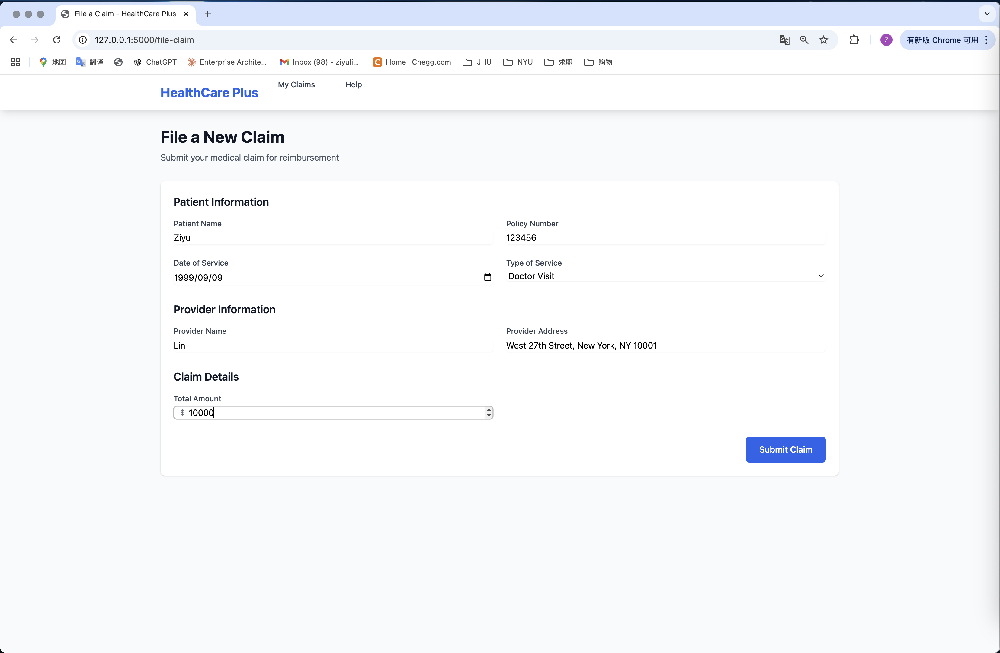 File a Claim - HealthCare Plus
127.0.0.1:5000/file-claim
Z
有新版 Chrome 可用
地图
翻译
ChatGPT
Enterprise Archite...
Inbox (98) - ziyuli...
Home | Chegg.com
JHU
NYU
求职
购物
HealthCare Plus
My Claims
Help
File a New Claim
Submit your medical claim for reimbursement
Patient Information
Patient Name
Policy Number
Ziyu
123456
Date of Service
Type of Service
1999/09/09
Doctor Visit
Provider Information
Provider Name
Provider Address
Lin
West 27th Street, New York, NY 10001
Claim Details
Total Amount
$ 10000
Submit Claim